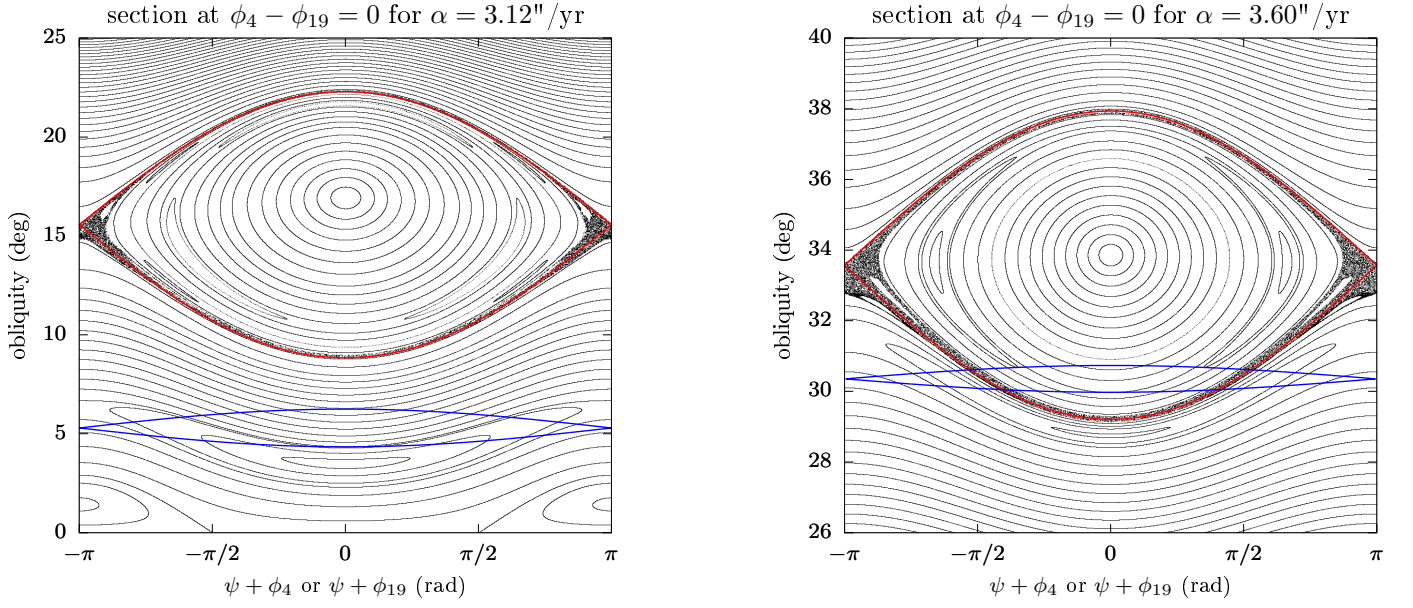 section at ϕ₄ − ϕ₁₉ = 0 for α = 3.12"/yr
25
20
15
10
5
0
obliquity (deg)
−π
−π/2
0
π/2
π
ψ + ϕ₄ or ψ + ϕ₁₉ (rad)
section at ϕ₄ − ϕ₁₉ = 0 for α = 3.60"/yr
40
38
36
34
32
30
28
26
obliquity (deg)
−π
−π/2
0
π/2
π
ψ + ϕ₄ or ψ + ϕ₁₉ (rad)